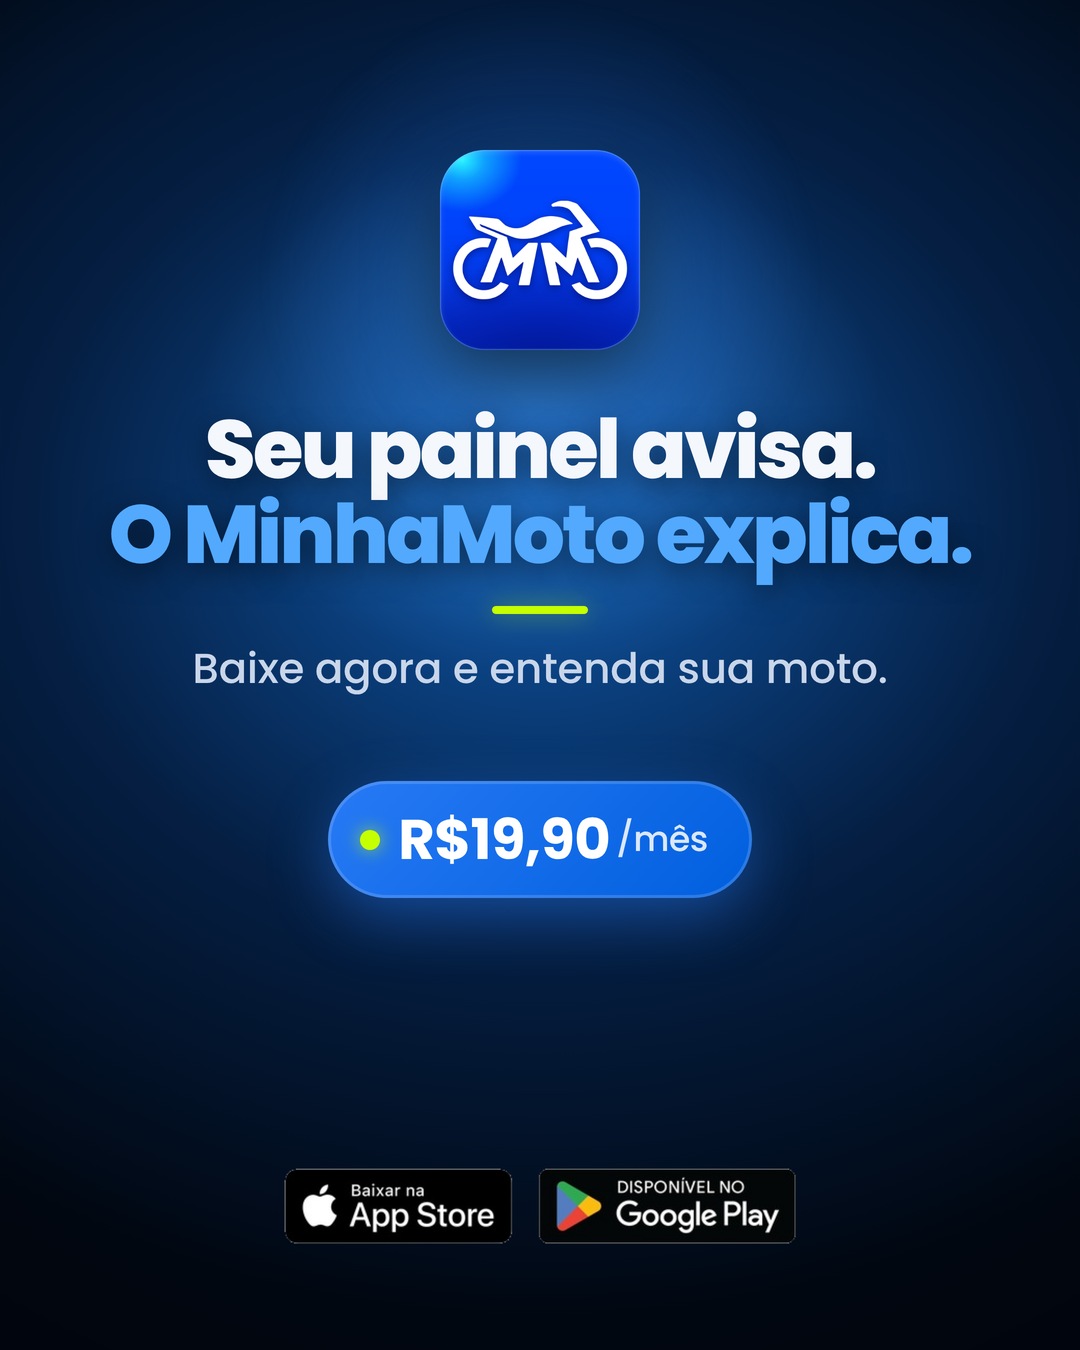 MM
Seu painel avisa.
O MinhaMoto explica.
Baixe agora e entenda sua moto.
R$19,90 /mês
Baixar na
App Store
DISPONÍVEL NO
Google Play